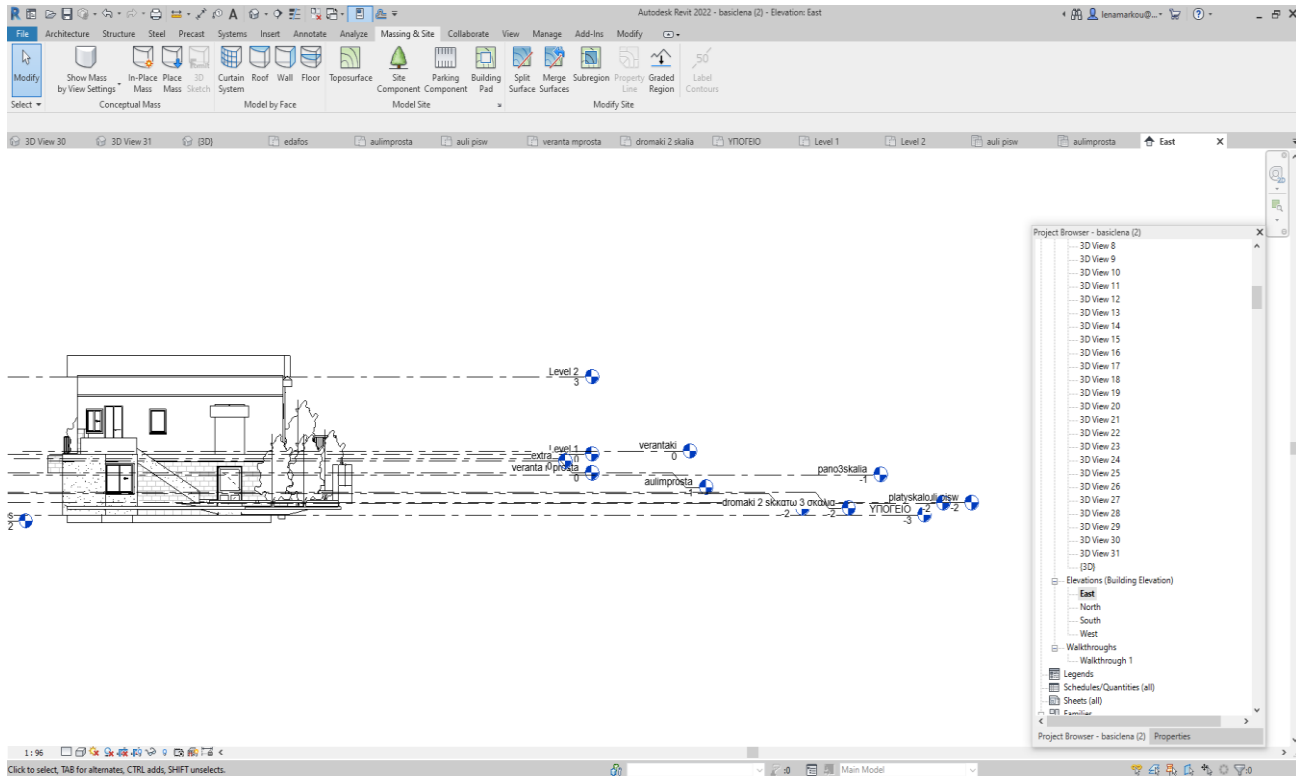 Autodesk Revit 2022 - basiclena (2) - Elevation: East
lenamarkou@...
File Architecture Structure Steel Precast Systems Insert Annotate Analyze Massing & Site Collaborate View Manage Add-Ins Modify
Modify
Show Mass by View Settings
In-Place Mass
Place Mass
3D Sketch
Curtain System
Roof
Wall
Floor
Toposurface
Site Component
Parking Component
Building Pad
Split Surface
Merge Surfaces
Subregion
Property Line
Graded Region
50
Label Contours
Select
Conceptual Mass
Model by Face
Model Site
Modify Site
3D View 30
3D View 31
{3D}
edafos
aulimprosta
auli pisw
veranta mprosta
dromaki 2 skalia
ΥΠΟΓΕΙΟ
Level 1
Level 2
auli pisw
aulimprosta
East
Project Browser - basiclena (2)
3D View 8
3D View 9
3D View 10
3D View 11
3D View 12
3D View 13
3D View 14
3D View 15
3D View 16
3D View 17
3D View 18
3D View 19
3D View 20
3D View 21
3D View 22
3D View 23
3D View 24
3D View 25
3D View 26
3D View 27
3D View 28
3D View 29
3D View 30
3D View 31
{3D}
Elevations (Building Elevation)
East
North
South
West
Walkthroughs
Walkthrough 1
Legends
Schedules/Quantities (all)
Sheets (all)
Families
Project Browser - basiclena (2)
Properties
Level 2
3
Level 1
0
extra
0
verantaki
0
0
aulimprosta
-1
pano3skalia
-1
dromaki 2
-2
3 σκαλια
-2
ΥΠΟΓΕΙΟ
-3
-2
pisw
-2
s
2
1 : 96
Click to select, TAB for alternates, CTRL adds, SHIFT unselects.
:0
Main Model
:0